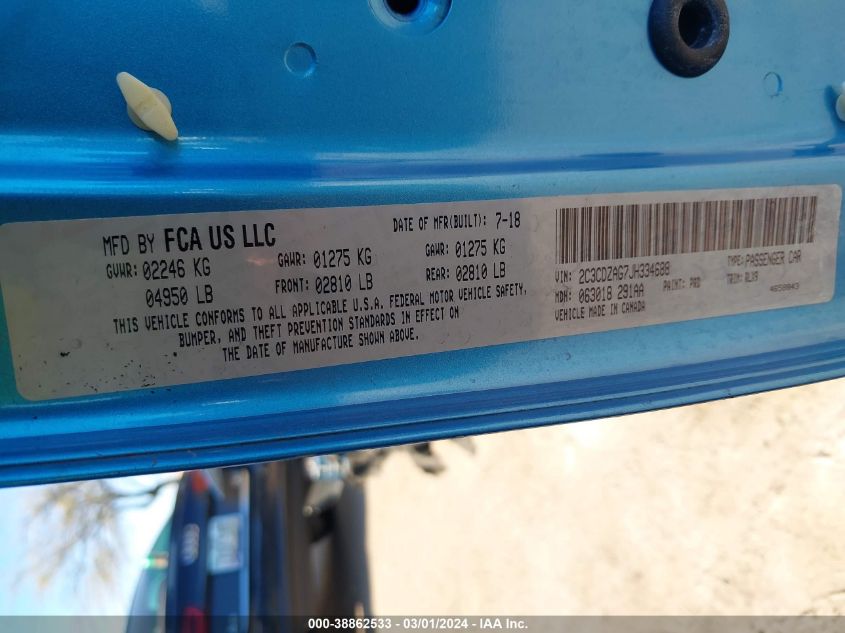 MFD BY FCA US LLC
DATE OF MFR(BUILT): 7-18
GVWR: 02246 KG
GAWR: 01275 KG
GAWR: 01275 KG
04950 LB
FRONT: 02810 LB
REAR: 02810 LB
THIS VEHICLE CONFORMS TO ALL APPLICABLE U.S.A. FEDERAL MOTOR VEHICLE SAFETY,
BUMPER, AND THEFT PREVENTION STANDARDS IN EFFECT ON
THE DATE OF MANUFACTURE SHOWN ABOVE.
VIN: 2C3CDZAG7JH334688
TYPE: PASSENGER CAR
MDH: 063018 291AA
PAINT: PRD
TRIM: RLX9
VEHICLE MADE IN CANADA
4658843
000-38862533 - 03/01/2024 - IAA Inc.